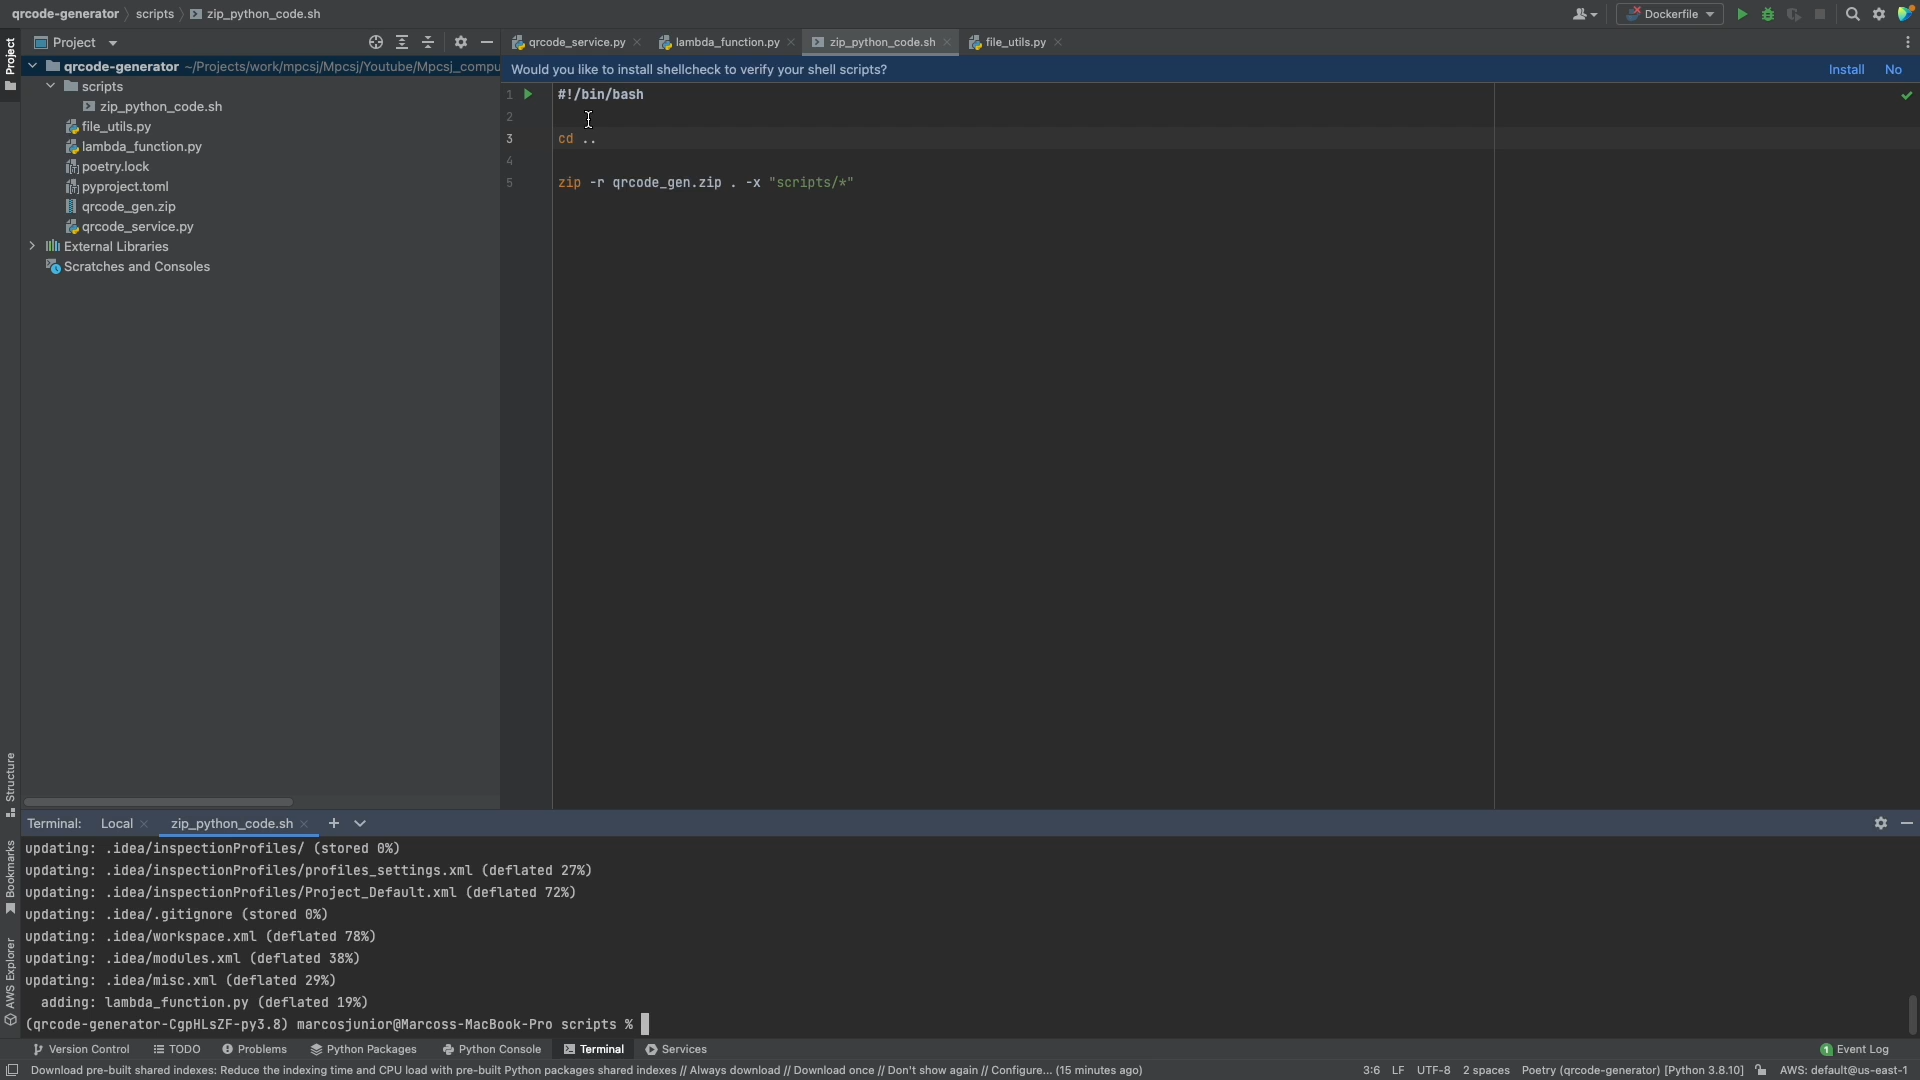 qrcode-generator scripts zip_python_code.sh
Dockerfile
Project
qrcode_service.py lambda_function.py zip_python_code.sh file_utils.py
Would you like to install shellcheck to verify your shell scripts? Install No
Project
qrcode-generator ~/Projects/work/mpcsj/Mpcsj/Youtube/Mpcsj_compu
scripts
zip_python_code.sh
file_utils.py
lambda_function.py
poetry.lock
pyproject.toml
qrcode_gen.zip
qrcode_service.py
External Libraries
Scratches and Consoles
1 #!/bin/bash
2
3 cd ..
4
5 zip -r qrcode_gen.zip . -x "scripts/*"
Structure
Bookmarks
AWS Explorer
Terminal: Local zip_python_code.sh
updating: .idea/inspectionProfiles/ (stored 0%)
updating: .idea/inspectionProfiles/profiles_settings.xml (deflated 27%)
updating: .idea/inspectionProfiles/Project_Default.xml (deflated 72%)
updating: .idea/.gitignore (stored 0%)
updating: .idea/workspace.xml (deflated 78%)
updating: .idea/modules.xml (deflated 38%)
updating: .idea/misc.xml (deflated 29%)
adding: lambda_function.py (deflated 19%)
(qrcode-generator-CgpHLsZF-py3.8) marcosjunior@Marcoss-MacBook-Pro scripts %
Version Control TODO Problems Python Packages Python Console Terminal Services 1 Event Log
Download pre-built shared indexes: Reduce the indexing time and CPU load with pre-built Python packages shared indexes // Always download // Download once // Don't show again // Configure... (15 minutes ago) 3:6 LF UTF-8 2 spaces Poetry (qrcode-generator) [Python 3.8.10] AWS: default@us-east-1